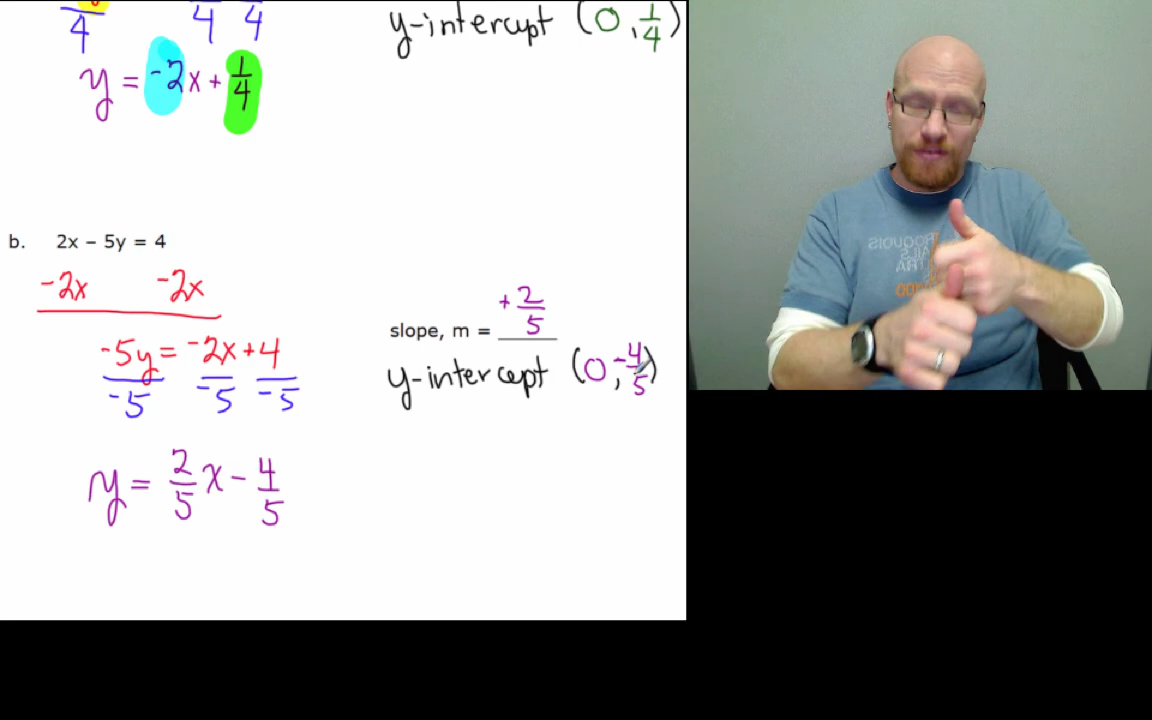 4 4 4
y-intercept (0, 1/4)
y = -2x + 1/4
b. 2x – 5y = 4
-2x -2x
-5y = -2x + 4
-5 -5 -5
y = 2/5 x - 4/5
slope, m = +2/5
y-intercept (0, -4/5)